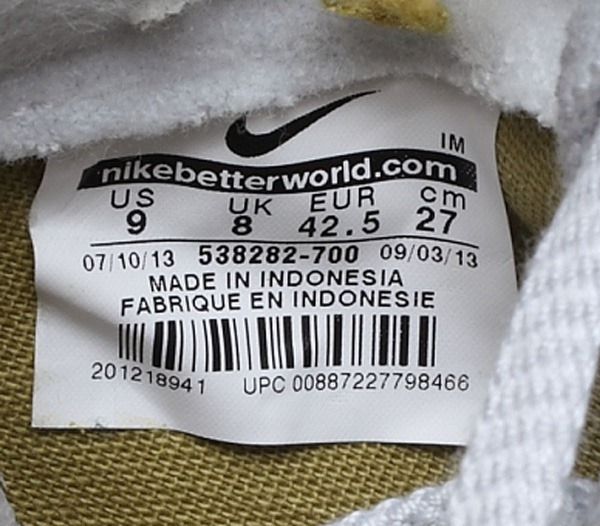 IM
nikebetterworld.com
US UK EUR cm
9 8 42.5 27
07/10/13 538282-700 09/03/13
MADE IN INDONESIA
FABRIQUE EN INDONESIE
201218941 UPC 00887227798466